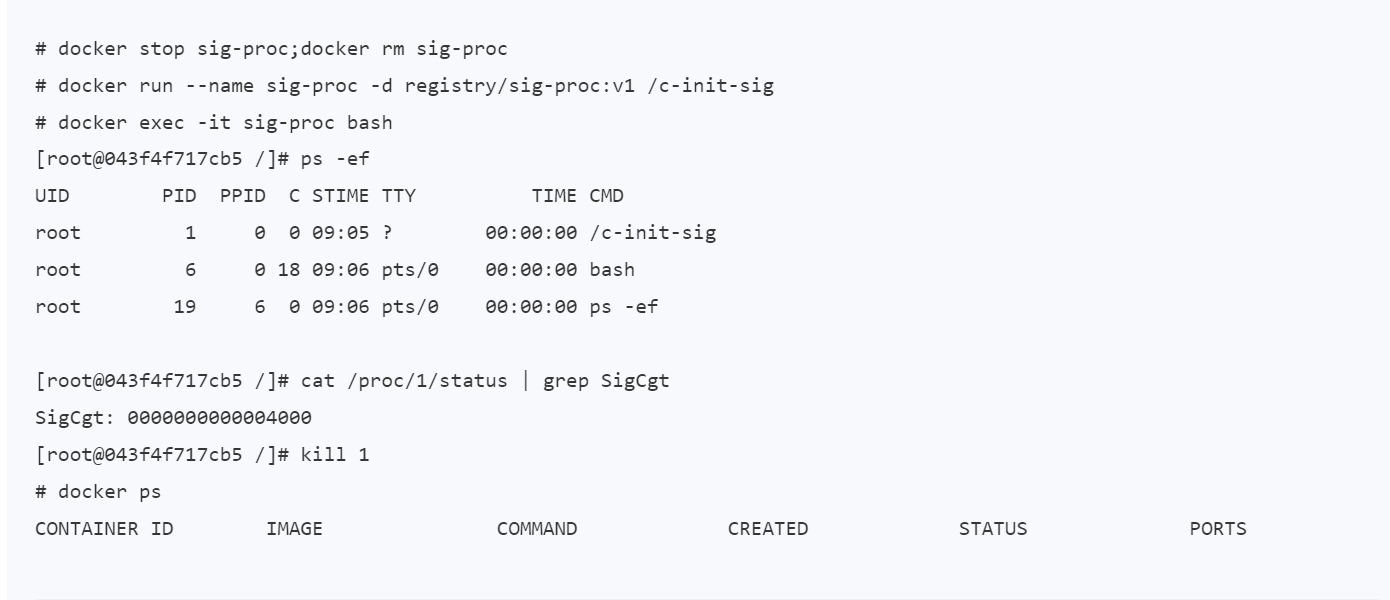 # docker stop sig-proc;docker rm sig-proc
# docker run --name sig-proc -d registry/sig-proc:v1 /c-init-sig
# docker exec -it sig-proc bash
[root@043f4f717cb5 /]# ps -ef
UID        PID  PPID  C STIME TTY          TIME CMD
root         1     0  0 09:05 ?        00:00:00 /c-init-sig
root         6     0 18 09:06 pts/0    00:00:00 bash
root        19     6  0 09:06 pts/0    00:00:00 ps -ef
[root@043f4f717cb5 /]# cat /proc/1/status | grep SigCgt
SigCgt: 0000000000004000
[root@043f4f717cb5 /]# kill 1
# docker ps
CONTAINER ID        IMAGE               COMMAND             CREATED             STATUS              PORTS